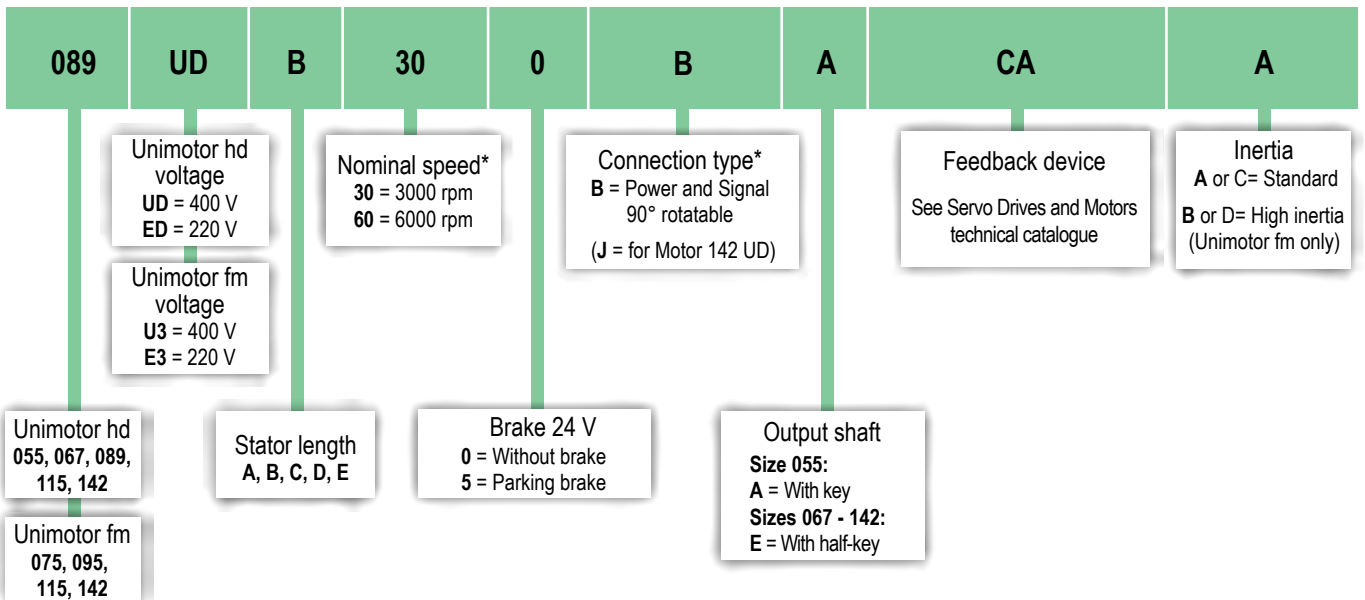 089 UD B 30 0 B A CA A
Unimotor hd
voltage
UD = 400 V
ED = 220 V
Unimotor fm
voltage
U3 = 400 V
E3 = 220 V
Nominal speed*
30 = 3000 rpm
60 = 6000 rpm
Connection type*
B = Power and Signal
90° rotatable
(J = for Motor 142 UD)
Feedback device
See Servo Drives and Motors
technical catalogue
Inertia
A or C= Standard
B or D= High inertia
(Unimotor fm only)
Unimotor hd
055, 067, 089,
115, 142
Unimotor fm
075, 095,
115, 142
Stator length
A, B, C, D, E
Brake 24 V
0 = Without brake
5 = Parking brake
Output shaft
Size 055:
A = With key
Sizes 067 - 142:
E = With half-key